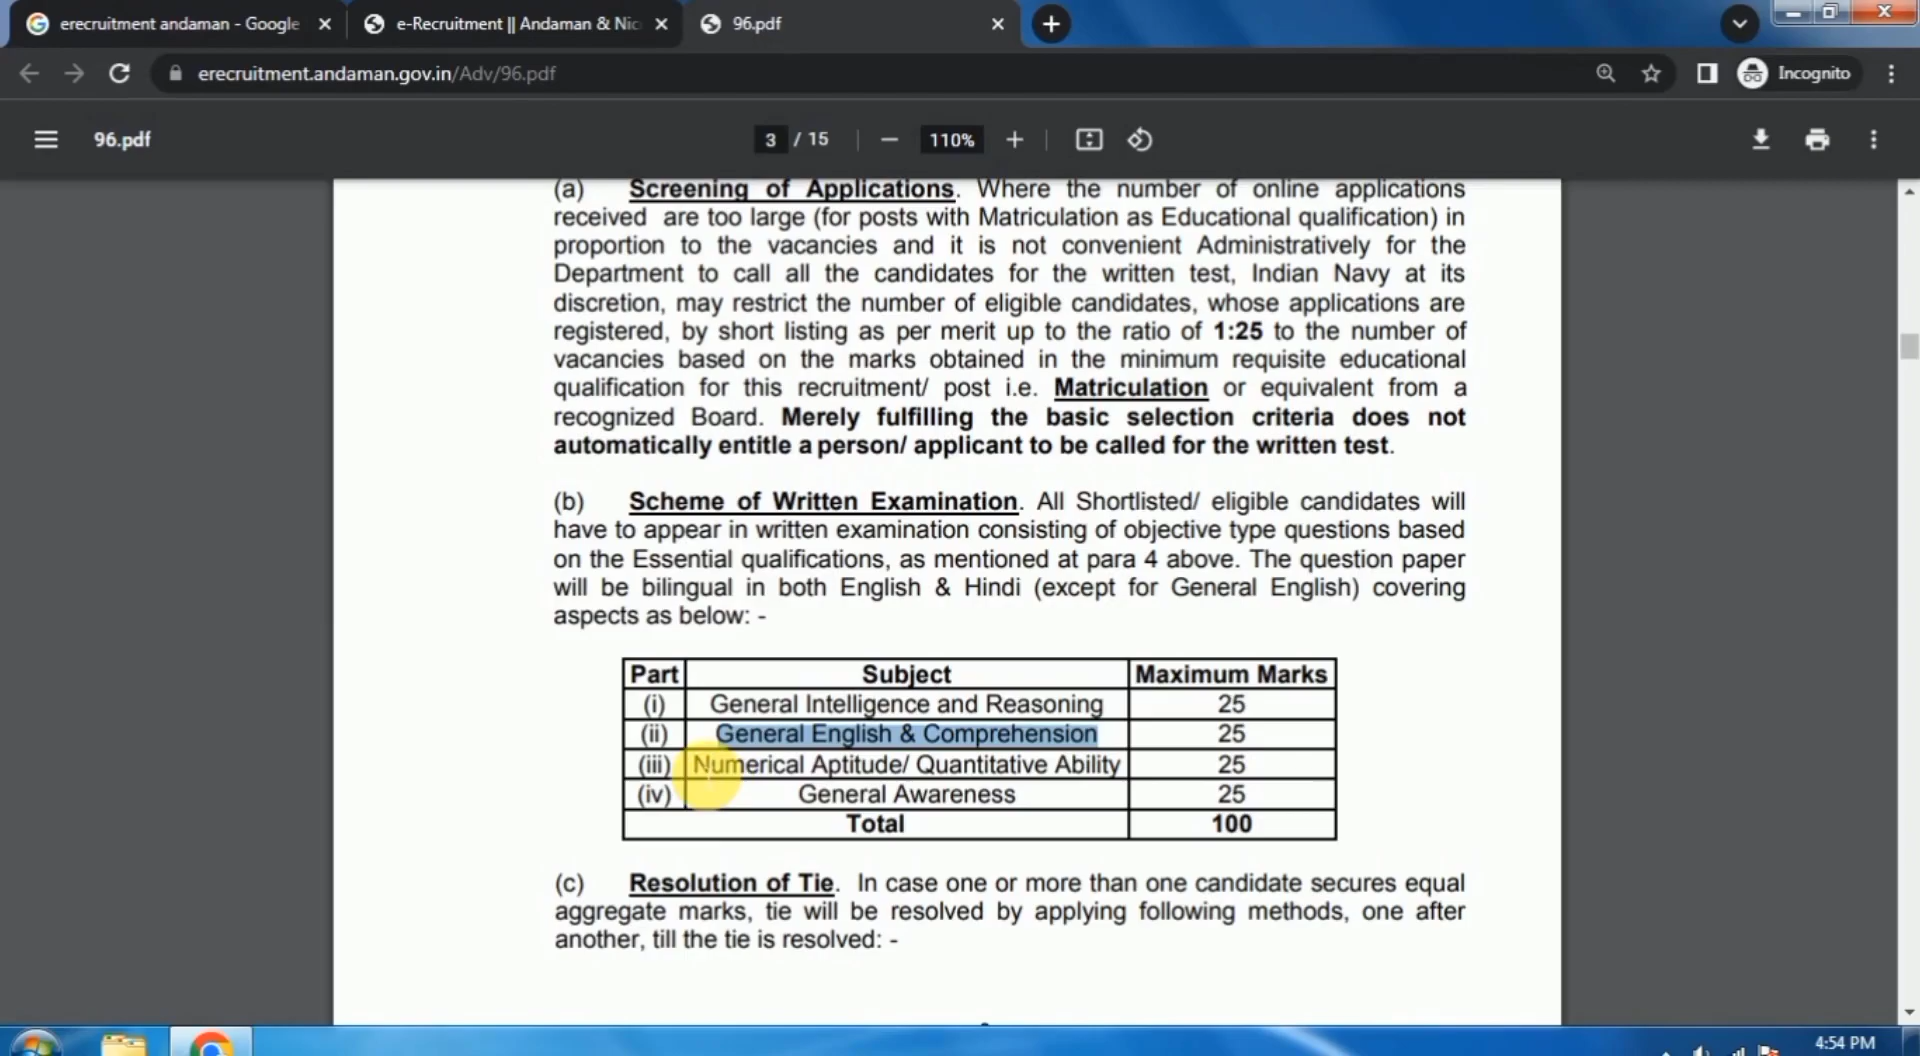 erecruitment andaman - Google
e-Recruitment || Andaman & Nic
96.pdf
erecruitment.andaman.gov.in/Adv/96.pdf
Incognito
96.pdf
3 / 15
110%
(a) Screening of Applications. Where the number of online applications
received are too large (for posts with Matriculation as Educational qualification) in
proportion to the vacancies and it is not convenient Administratively for the
Department to call all the candidates for the written test, Indian Navy at its
discretion, may restrict the number of eligible candidates, whose applications are
registered, by short listing as per merit up to the ratio of 1:25 to the number of
vacancies based on the marks obtained in the minimum requisite educational
qualification for this recruitment/ post i.e. Matriculation or equivalent from a
recognized Board. Merely fulfilling the basic selection criteria does not
automatically entitle a person/ applicant to be called for the written test.
(b) Scheme of Written Examination. All Shortlisted/ eligible candidates will
have to appear in written examination consisting of objective type questions based
on the Essential qualifications, as mentioned at para 4 above. The question paper
will be bilingual in both English & Hindi (except for General English) covering
aspects as below: -
Part Subject Maximum Marks
(i) General Intelligence and Reasoning 25
(ii) General English & Comprehension 25
(iii) Numerical Aptitude/ Quantitative Ability 25
(iv) General Awareness 25
Total 100
(c) Resolution of Tie. In case one or more than one candidate secures equal
aggregate marks, tie will be resolved by applying following methods, one after
another, till the tie is resolved: -
4:54 PM